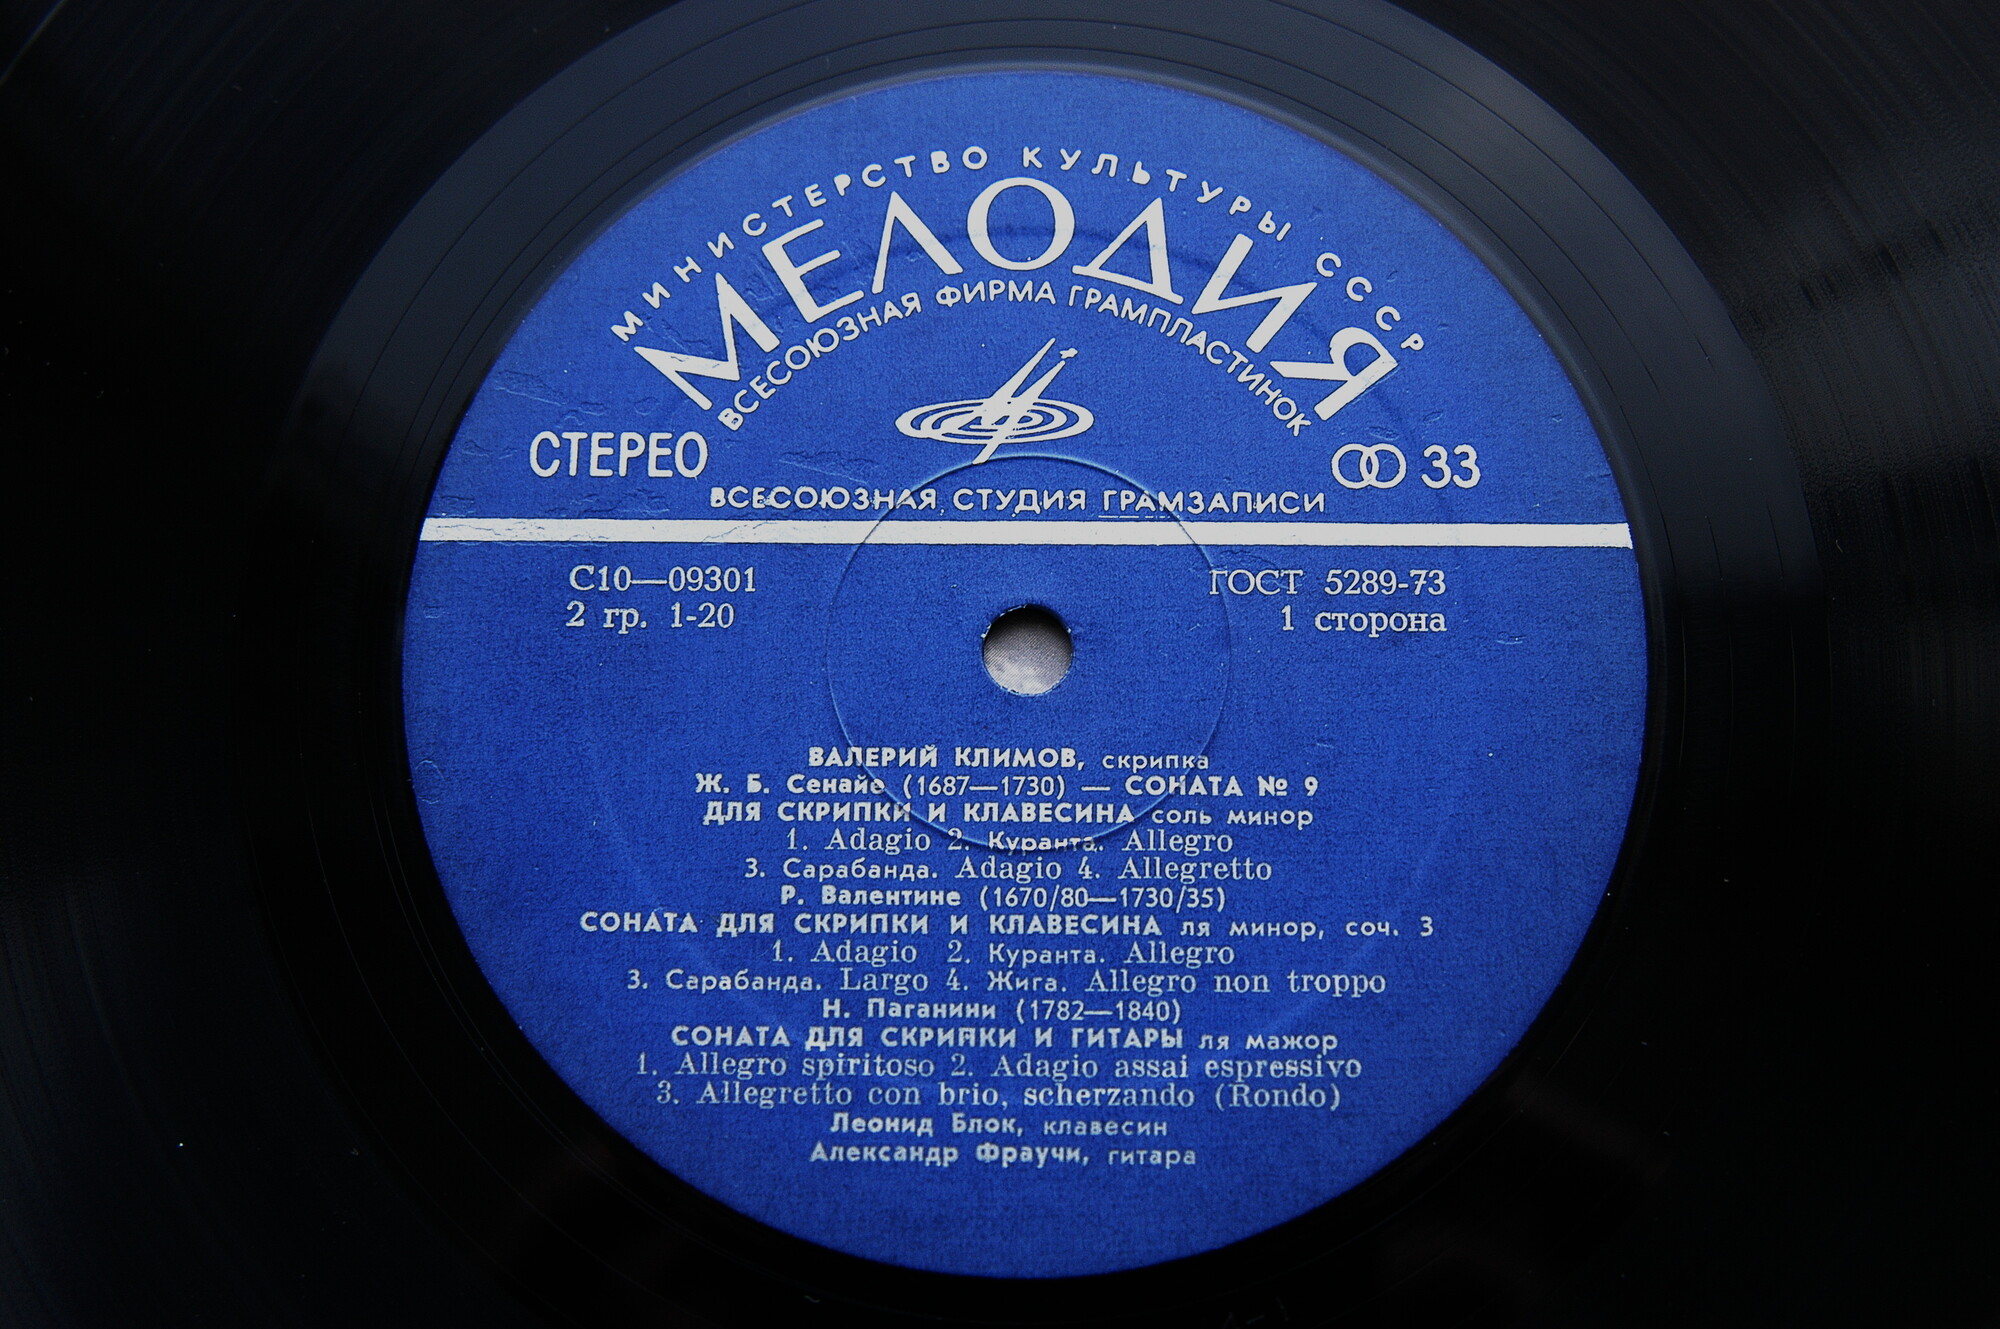 МИНИСТЕРСТВО КУЛЬТУРЫ СССР
МЕЛОДИЯ
ВСЕСОЮЗНАЯ ФИРМА ГРАМПЛАСТИНОК
СТЕРЕО
33
ВСЕСОЮЗНАЯ СТУДИЯ ГРАМЗАПИСИ
С10—09301
ГОСТ 5289-73
2 гр. 1-20
1 сторона
ВАЛЕРИЙ КЛИМОВ, скрипка
Ж. Б. Сенайе (1687—1730) — СОНАТА № 9
ДЛЯ СКРИПКИ И КЛАВЕСИНА соль минор
1. Adagio 2. Куранта. Allegro
3. Сарабанда. Adagio 4. Allegretto
Р. Валентине (1670/80—1730/35)
СОНАТА ДЛЯ СКРИПКИ И КЛАВЕСИНА ля минор, соч. 3
1. Adagio 2. Куранта. Allegro
3. Сарабанда. Largo 4. Жига. Allegro non troppo
Н. Паганини (1782—1840)
СОНАТА ДЛЯ СКРИПКИ И ГИТАРЫ ля мажор
1. Allegro spiritoso 2. Adagio assai espressivo
3. Allegretto con brio, scherzando (Rondo)
Леонид Блок, клавесин
Александр Фраучи, гитара